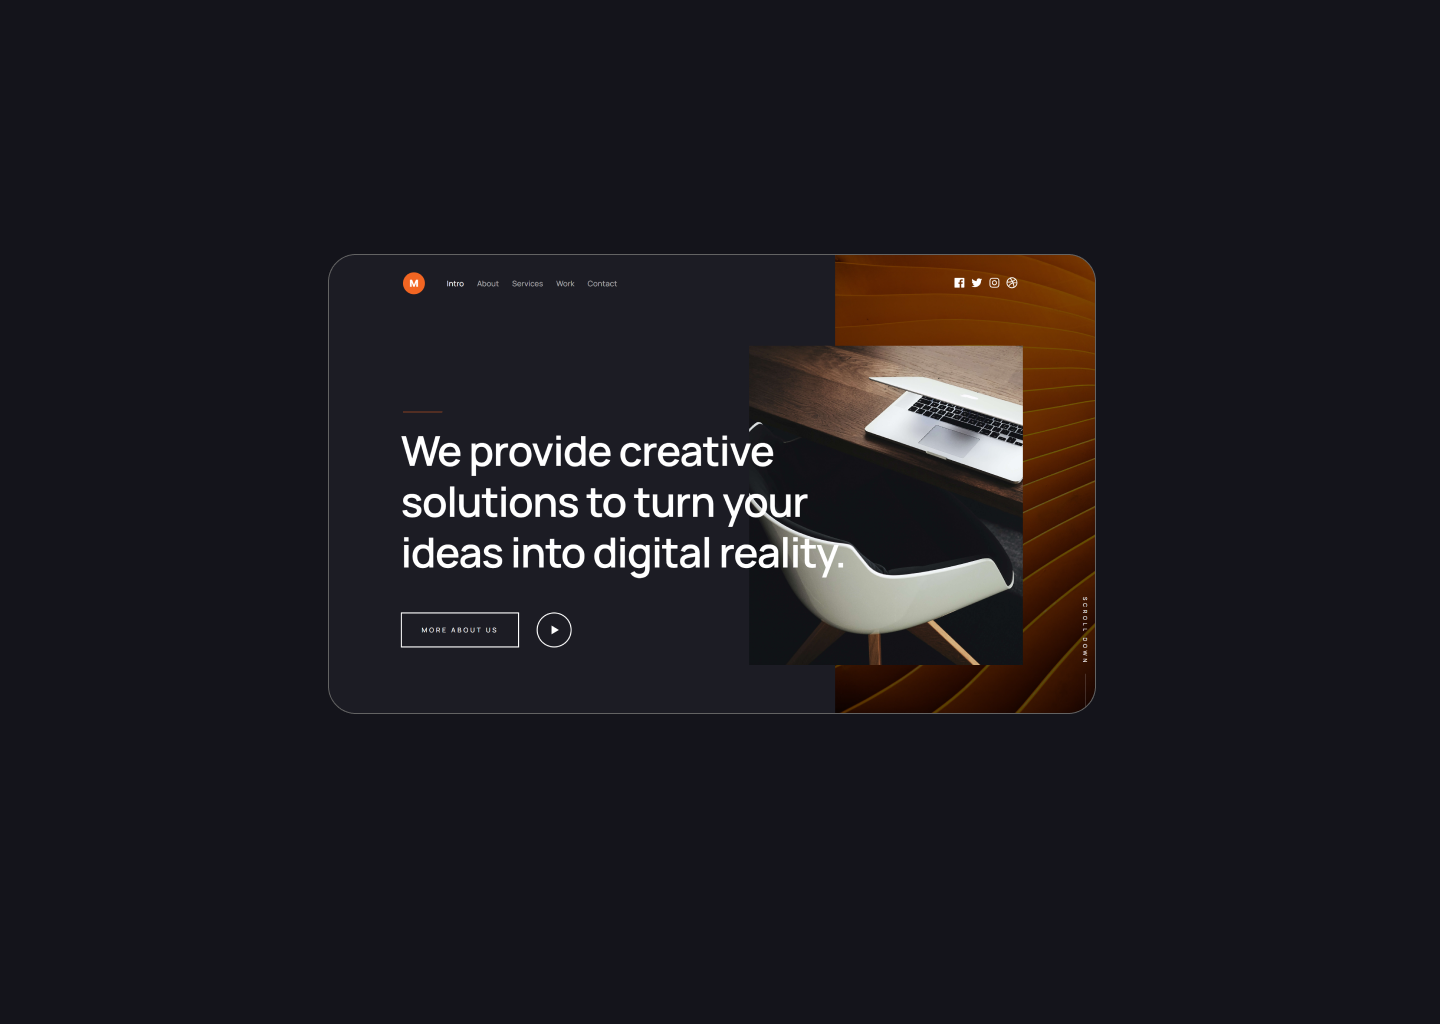 M
Intro About Services Work Contact
We provide creative
solutions to turn your
ideas into digital reality.
MORE ABOUT US
SCROLL DOWN